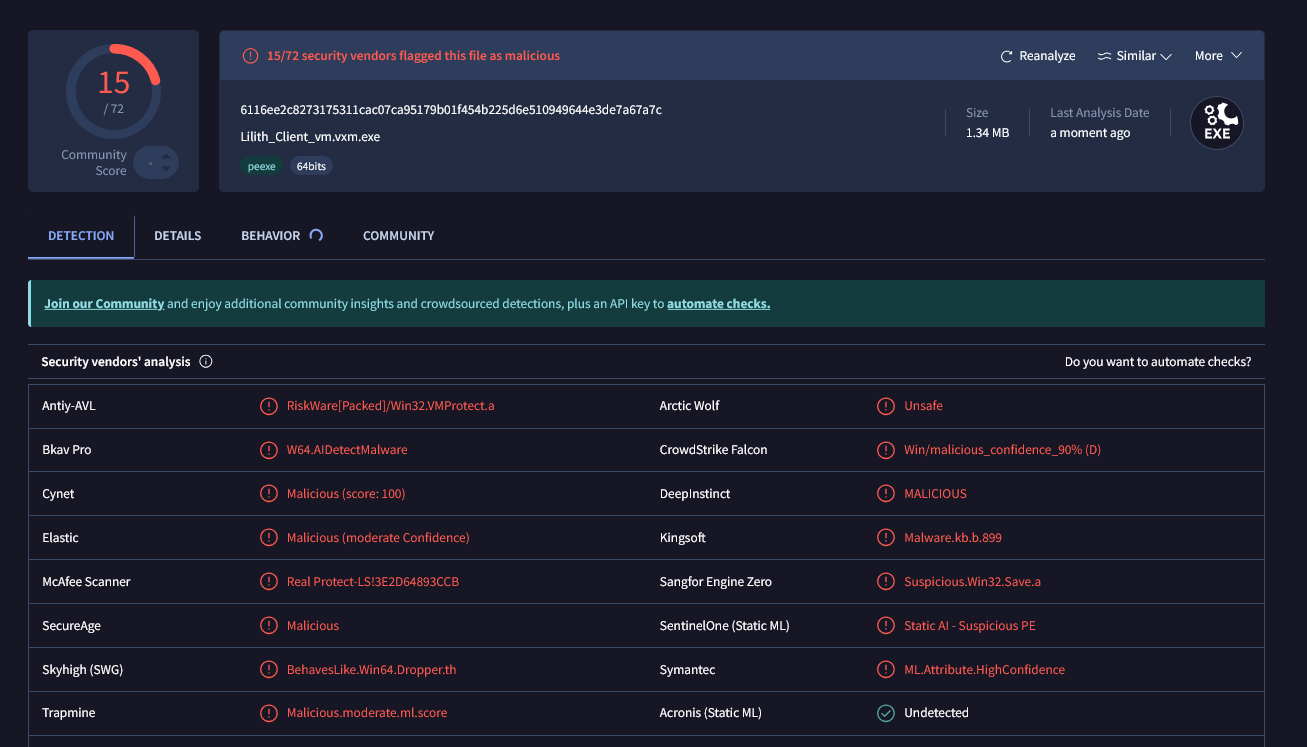 15
/ 72
Community
Score
15/72 security vendors flagged this file as malicious
Reanalyze
Similar
More
6116ee2c8273175311cac07ca95179b01f454b225d6e510949644e3de7a67a7c
Lilith_Client_vm.vxm.exe
peexe
64bits
Size
1.34 MB
Last Analysis Date
a moment ago
EXE
DETECTION
DETAILS
BEHAVIOR
COMMUNITY
Join our Community and enjoy additional community insights and crowdsourced detections, plus an API key to automate checks.
Security vendors' analysis
Do you want to automate checks?
Antiy-AVL
RiskWare[Packed]/Win32.VMProtect.a
Arctic Wolf
Unsafe
Bkav Pro
W64.AIDetectMalware
CrowdStrike Falcon
Win/malicious_confidence_90% (D)
Cynet
Malicious (score: 100)
DeepInstinct
MALICIOUS
Elastic
Malicious (moderate Confidence)
Kingsoft
Malware.kb.b.899
McAfee Scanner
Real Protect-LS!3E2D64893CCB
Sangfor Engine Zero
Suspicious.Win32.Save.a
SecureAge
Malicious
SentinelOne (Static ML)
Static AI - Suspicious PE
Skyhigh (SWG)
BehavesLike.Win64.Dropper.th
Symantec
ML.Attribute.HighConfidence
Trapmine
Malicious.moderate.ml.score
Acronis (Static ML)
Undetected